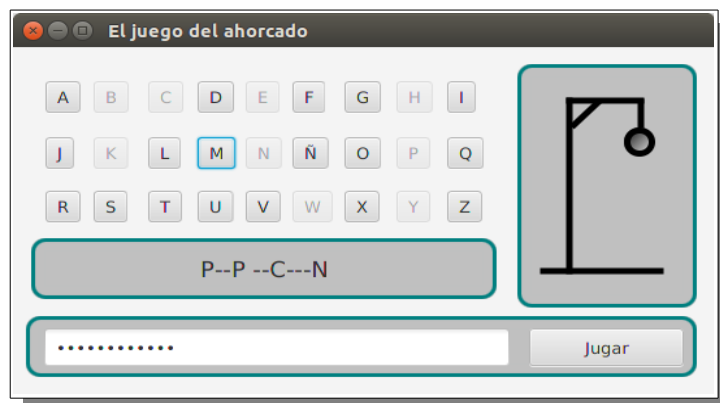 El juego del ahorcado
A B C D E F G H I
J K L M N Ñ O P Q
R S T U V W X Y Z
P--P --C---N
••••••••••••
Jugar